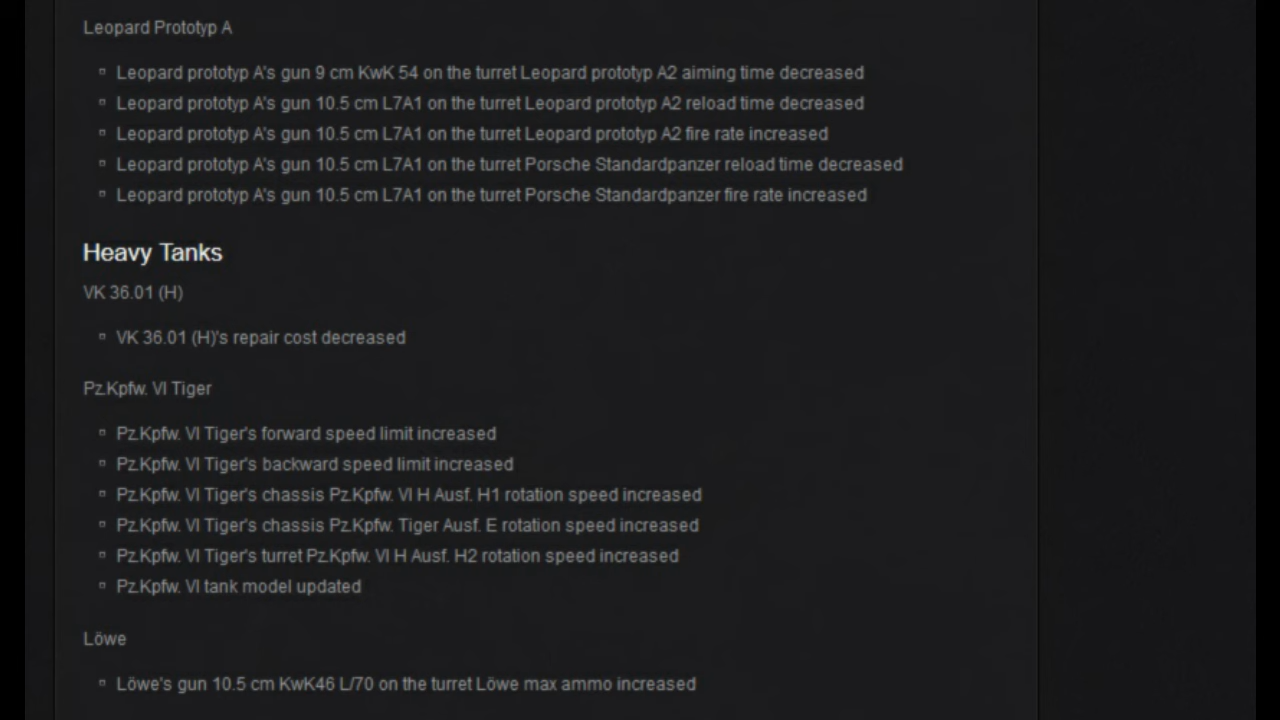 Leopard Prototyp A
Leopard prototyp A's gun 9 cm KwK 54 on the turret Leopard prototyp A2 aiming time decreased
Leopard prototyp A's gun 10.5 cm L7A1 on the turret Leopard prototyp A2 reload time decreased
Leopard prototyp A's gun 10.5 cm L7A1 on the turret Leopard prototyp A2 fire rate increased
Leopard prototyp A's gun 10.5 cm L7A1 on the turret Porsche Standardpanzer reload time decreased
Leopard prototyp A's gun 10.5 cm L7A1 on the turret Porsche Standardpanzer fire rate increased
Heavy Tanks
VK 36.01 (H)
VK 36.01 (H)'s repair cost decreased
Pz.Kpfw. VI Tiger
Pz.Kpfw. VI Tiger's forward speed limit increased
Pz.Kpfw. VI Tiger's backward speed limit increased
Pz.Kpfw. VI Tiger's chassis Pz.Kpfw. VI H Ausf. H1 rotation speed increased
Pz.Kpfw. VI Tiger's chassis Pz.Kpfw. Tiger Ausf. E rotation speed increased
Pz.Kpfw. VI Tiger's turret Pz.Kpfw. VI H Ausf. H2 rotation speed increased
Pz.Kpfw. VI tank model updated
Löwe
Löwe's gun 10.5 cm KwK46 L/70 on the turret Löwe max ammo increased